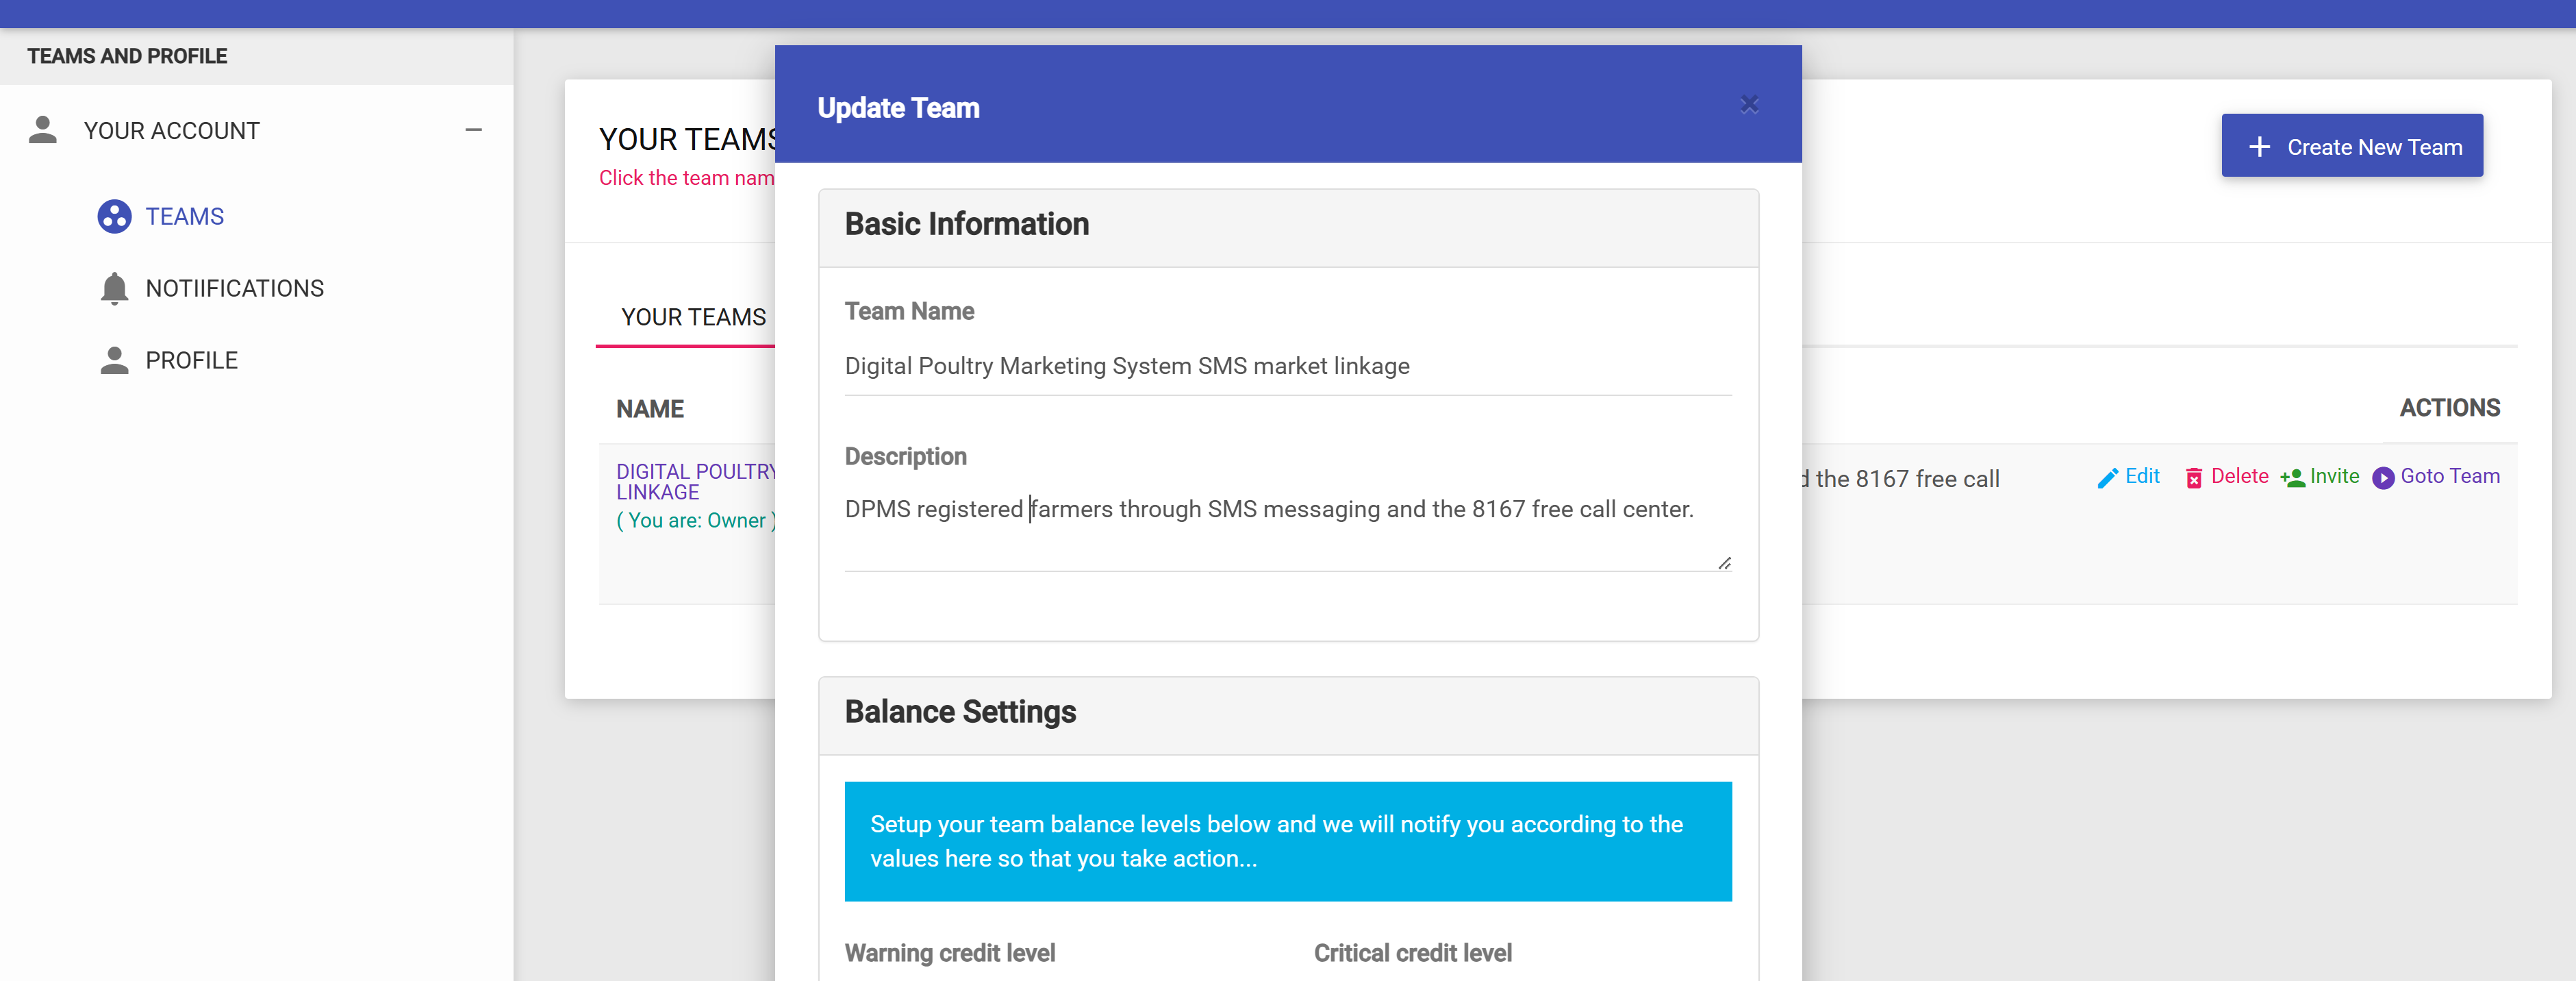 TEAMS AND PROFILE
YOUR ACCOUNT
TEAMS
NOTIIFICATIONS
PROFILE
YOUR TEAMS
Click the team nam
Create New Team
YOUR TEAMS
NAME
ACTIONS
DIGITAL POULTRY
LINKAGE
( You are: Owner )
d the 8167 free call
Edit
Delete
Invite
Goto Team
Update Team
Basic Information
Team Name
Digital Poultry Marketing System SMS market linkage
Description
DPMS registered farmers through SMS messaging and the 8167 free call center.
Balance Settings
Setup your team balance levels below and we will notify you according to the
values here so that you take action...
Warning credit level
Critical credit level